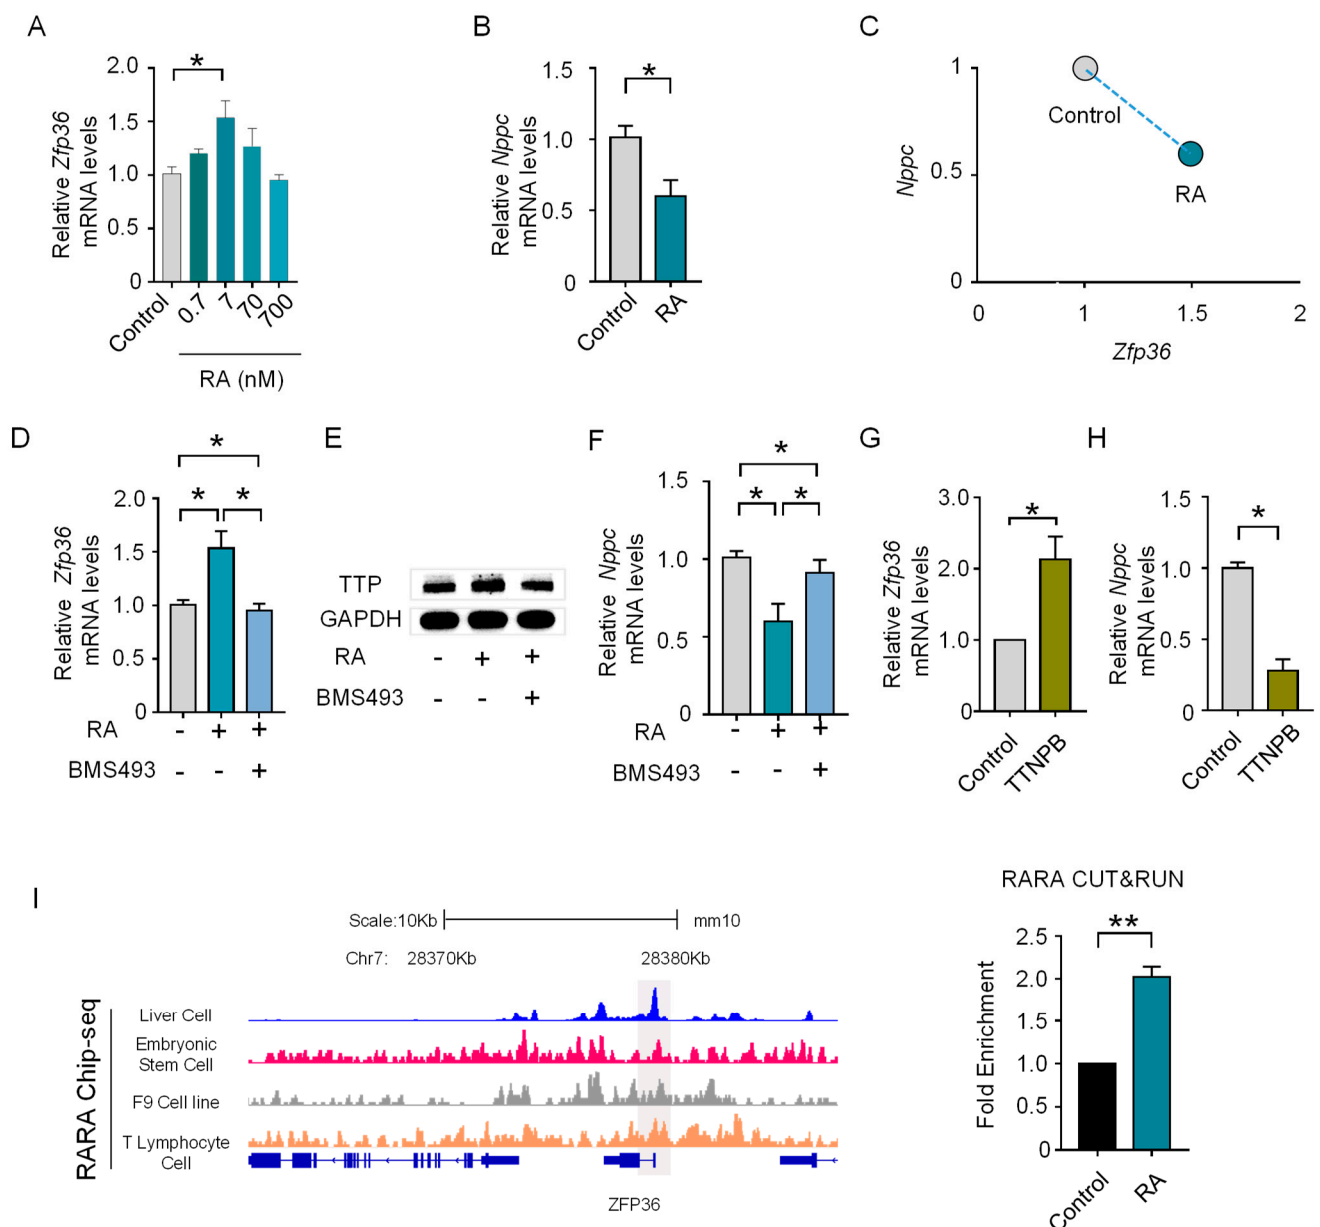 A
Relative Zfp36
mRNA levels
2.0
1.5
1.0
0.5
0
*
Control
0.7
7
70
700
RA (nM)
B
Relative Nppc
mRNA levels
1.5
1.0
0.5
0
*
Control
RA
C
Nppc
1
0.5
0
Control
RA
0
1
1.5
2
Zfp36
D
Relative Zfp36
mRNA levels
2.0
1.5
1.0
0.5
0
*
* *
RA - + +
BMS493 - - +
E
TTP
GAPDH
RA - + +
BMS493 - - +
F
Relative Nppc
mRNA levels
1.5
1.0
0.5
0
*
* *
RA - + +
BMS493 - - +
G
Relative Zfp36
mRNA levels
3.0
2.0
1.0
0
*
Control
TTNPB
H
Relative Nppc
mRNA levels
1.5
1.0
0.5
0
*
Control
TTNPB
I
Scale:10Kb
mm10
Chr7: 28370Kb 28380Kb
RARA Chip-seq
Liver Cell
Embryonic
Stem Cell
F9 Cell line
T Lymphocyte
Cell
ZFP36
RARA CUT&RUN
Fold Enrichment
2.5
2.0
1.0
0.5
0
**
Control
RA